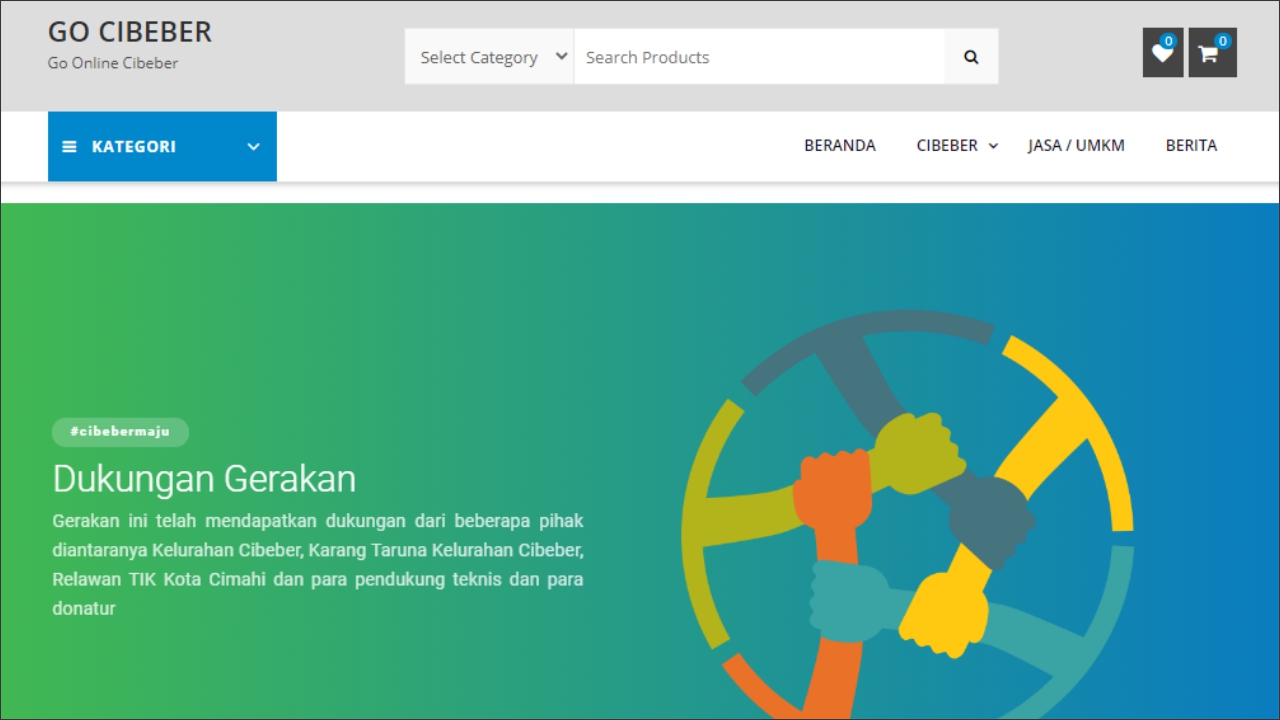 GO CIBEBER
Go Online Cibeber
Select Category
Search Products
0
0
KATEGORI
BERANDA
CIBEBER
JASA / UMKM
BERITA
#cibebermaju
Dukungan Gerakan
Gerakan ini telah mendapatkan dukungan dari beberapa pihak
diantaranya Kelurahan Cibeber, Karang Taruna Kelurahan Cibeber,
Relawan TIK Kota Cimahi dan para pendukung teknis dan para
donatur